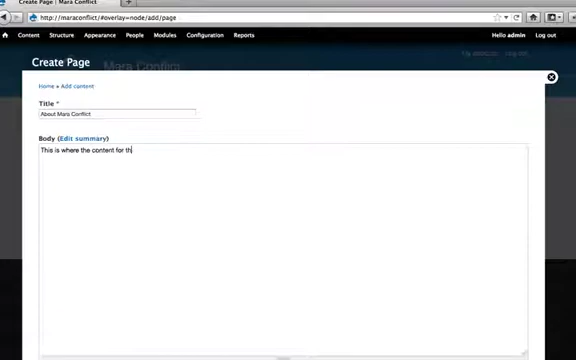 Create Page | Mara Conflict
http://maraconflict/#overlay=node/add/page
Content Structure Appearance People Modules Configuration Reports Hello admin Log out
Mara Conflict
Create Page
Home » Add content
Title *
About Mara Conflict
Body (Edit summary)
This is where the content for th